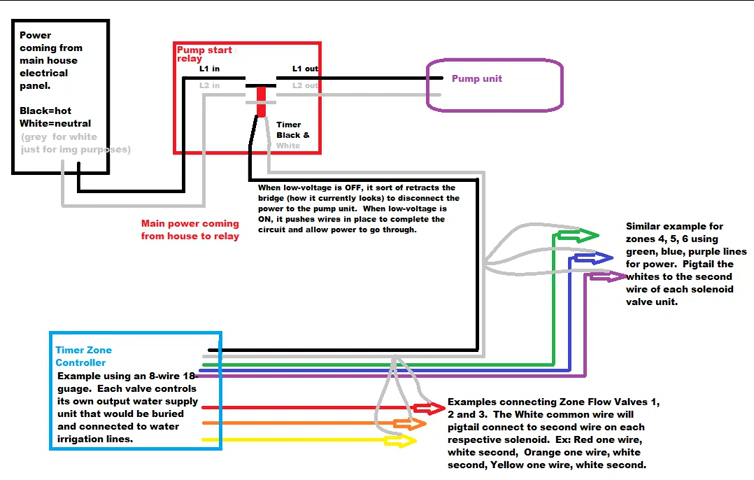 Power
coming from
main house
electrical
panel.
Black=hot
White=neutral
(grey for white
just for img purposes)
Pump start
relay
L1 in
L1 out
L2 in
L2 out
Timer
Black &
White
Pump unit
When low-voltage is OFF, it sort of retracts the
bridge (how it currently looks) to disconnect the
power to the pump unit. When low-voltage is
ON, it pushes wires in place to complete the
circuit and allow power to go through.
Main power coming
from house to relay
Similar example for
zones 4, 5, 6 using
green, blue, purple lines
for power. Pigtail the
whites to the second
wire of each solenoid
valve unit.
Timer Zone
Controller
Example using an 8-wire 18-
guage. Each valve controls
its own output water supply
unit that would be buried
and connected to water
irrigation lines.
Examples connecting Zone Flow Valves 1,
2 and 3. The White common wire will
pigtail connect to second wire on each
respective solenoid. Ex: Red one wire,
white second, Orange one wire, white
second, Yellow one wire, white second.